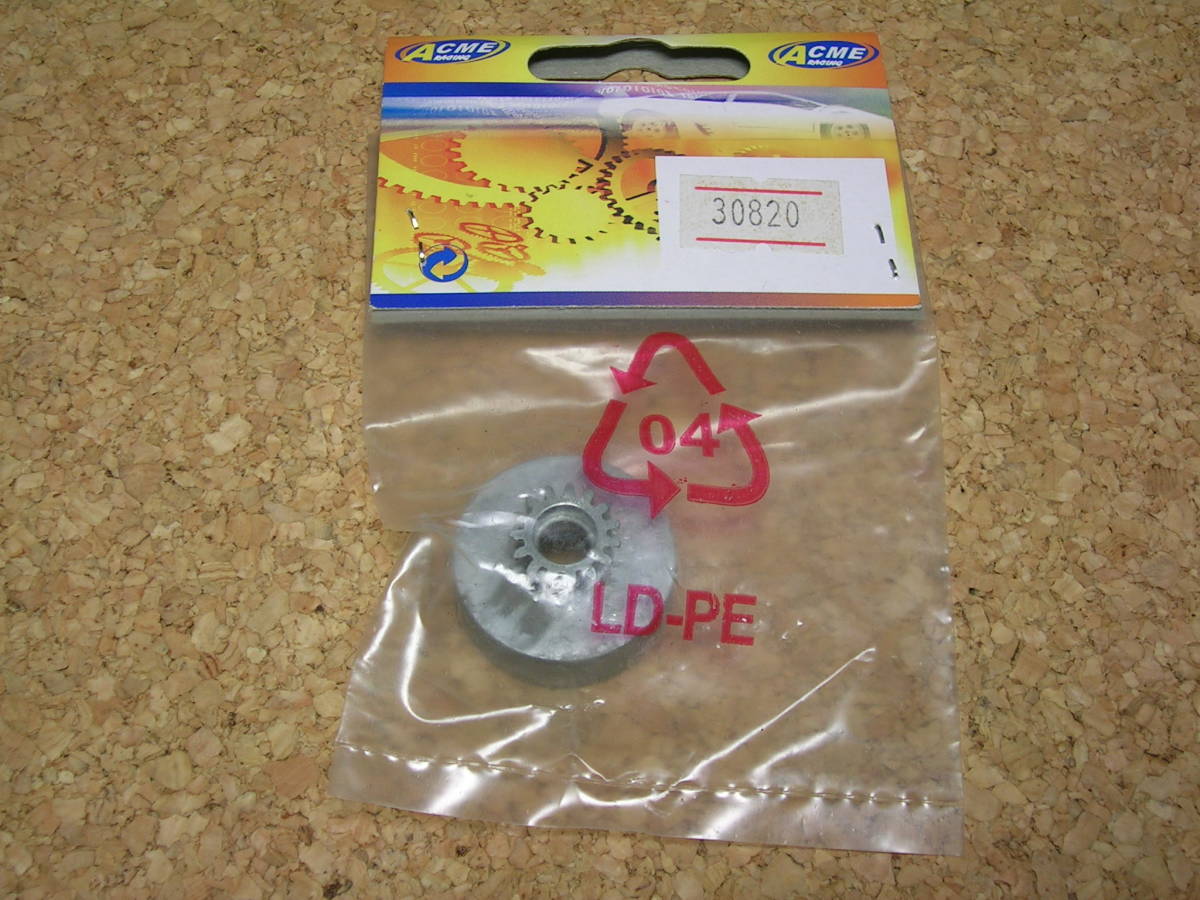 ACME
RACING
ACME
RACING
30820
04
LD-PE